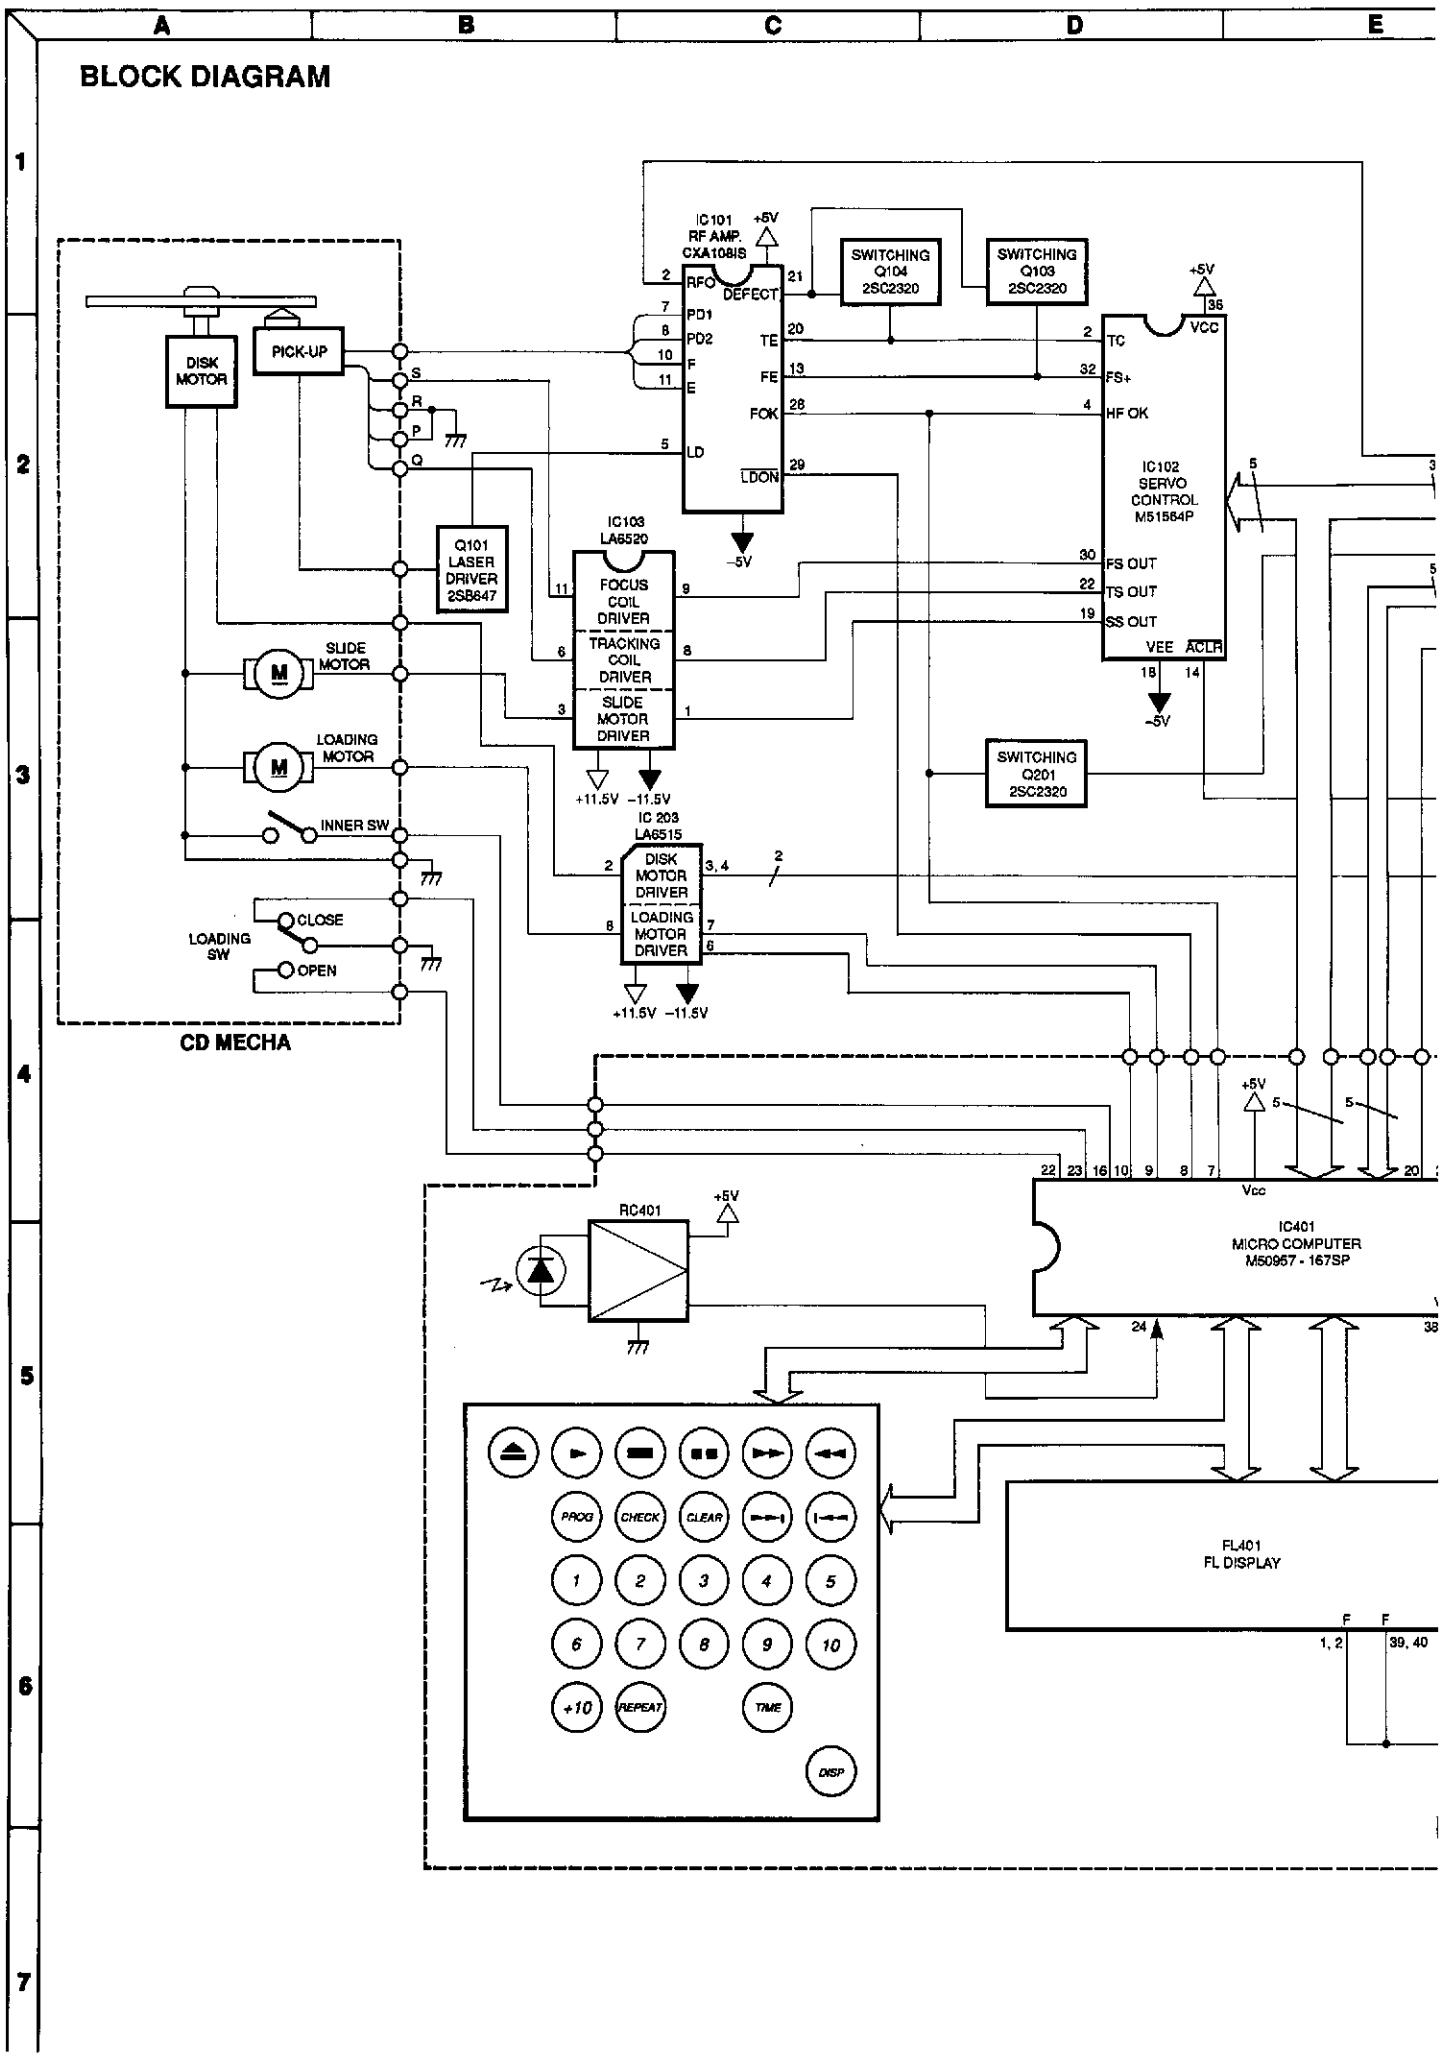 A B C D E
BLOCK DIAGRAM
1
IC101
RF AMP.
CXA1081S
+5V
2 RFO
7 PD1
8 PD2
10 F
11 E
5 LD
DEFECT 21
TE 20
FE 13
FOK 28
LDON 29
-5V
SWITCHING
Q104
2SC2320
SWITCHING
Q103
2SC2320
+5V
36
VCC
2 TC
32 FS+
4 HF OK
IC102
SERVO
CONTROL
M51564P
30 FS OUT
22 TS OUT
19 SS OUT
VEE ACLR
18 14
-5V
5
3
5
DISK
MOTOR
PICK-UP
S
R
P
Q
2
Q101
LASER
DRIVER
2SB647
IC103
LA6520
11 FOCUS
COIL
DRIVER 9
6 TRACKING
COIL
DRIVER 8
3 SLIDE
MOTOR
DRIVER 1
+11.5V -11.5V
SLIDE
MOTOR
M
LOADING
MOTOR
M
3
SWITCHING
Q201
2SC2320
INNER SW
IC 203
LA6515
2 DISK
MOTOR
DRIVER 3, 4
2
8 LOADING
MOTOR
DRIVER 7
6
+11.5V -11.5V
CLOSE
LOADING
SW
OPEN
CD MECHA
4
+5V
5 5
22 23 16 10 9 8 7 20
Vcc
IC401
MICRO COMPUTER
M50957 - 167SP
24
38
RC401
+5V
5
PROG CHECK CLEAR
1 2 3 4 5
6 7 8 9 10
+10 REPEAT TIME
DISP
FL401
FL DISPLAY
F F
1, 2 39, 40
6
7